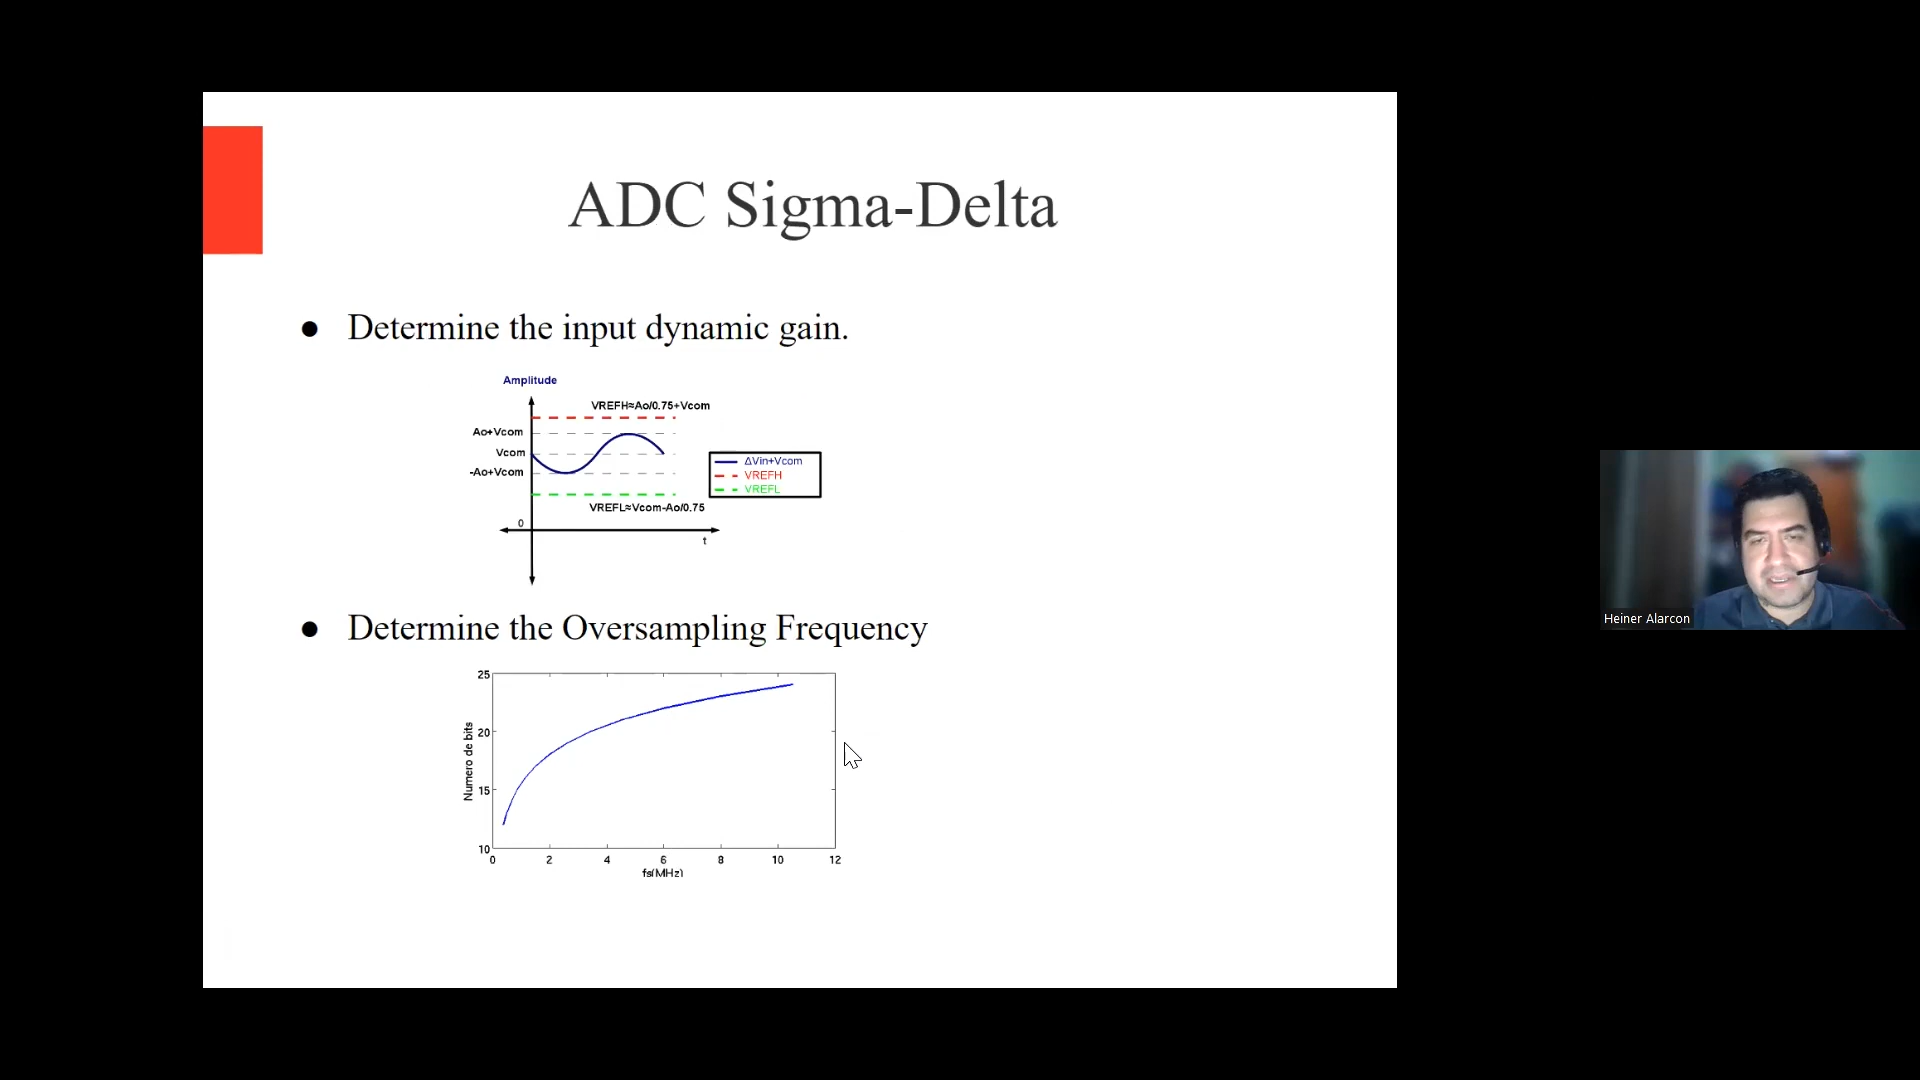 ADC Sigma-Delta
● Determine the input dynamic gain.
Amplitude
VREFH≈Ao/0.75+Vcom
Ao+Vcom
Vcom
-Ao+Vcom
ΔVin+Vcom
VREFH
VREFL
VREFL≈Vcom-Ao/0.75
0
t
● Determine the Oversampling Frequency
25
20
15
10
Numero de bits
0 2 4 6 8 10 12
fs(MHz)
Heiner Alarcon